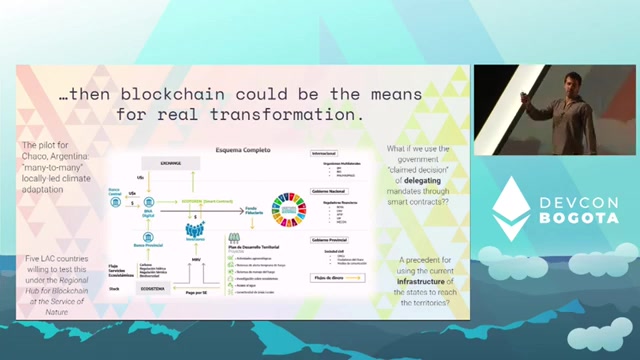 …then blockchain could be the means
for real transformation.
The pilot for
Chaco, Argentina:
"many-to-many"
locally-led climate
adaptation
Five LAC countries
willing to test this
under the Regional
Hub for Blockchain
at the Service of
Nature
Esquema Completo
EXCHANGE
Banco
Central
U$s
U$s
$
BNA
Digital
(Smart Contract)
$
Fondo
Fiduciario
Banco Provincial
Flujo
Servicios
Ecosistémicos
Stock
ECOSISTEMA
MRV
Pago por SE
Plan de Desarrollo Territorial
Internacional
Gobierno Nacional
Gobierno Provincial
Flujos de dinero
What if we use the
government
"claimed decision"
of delegating
mandates through
smart contracts??
A precedent for
using the current
infrastructure of
the states to reach
the territories?
DEVCON
BOGOTA